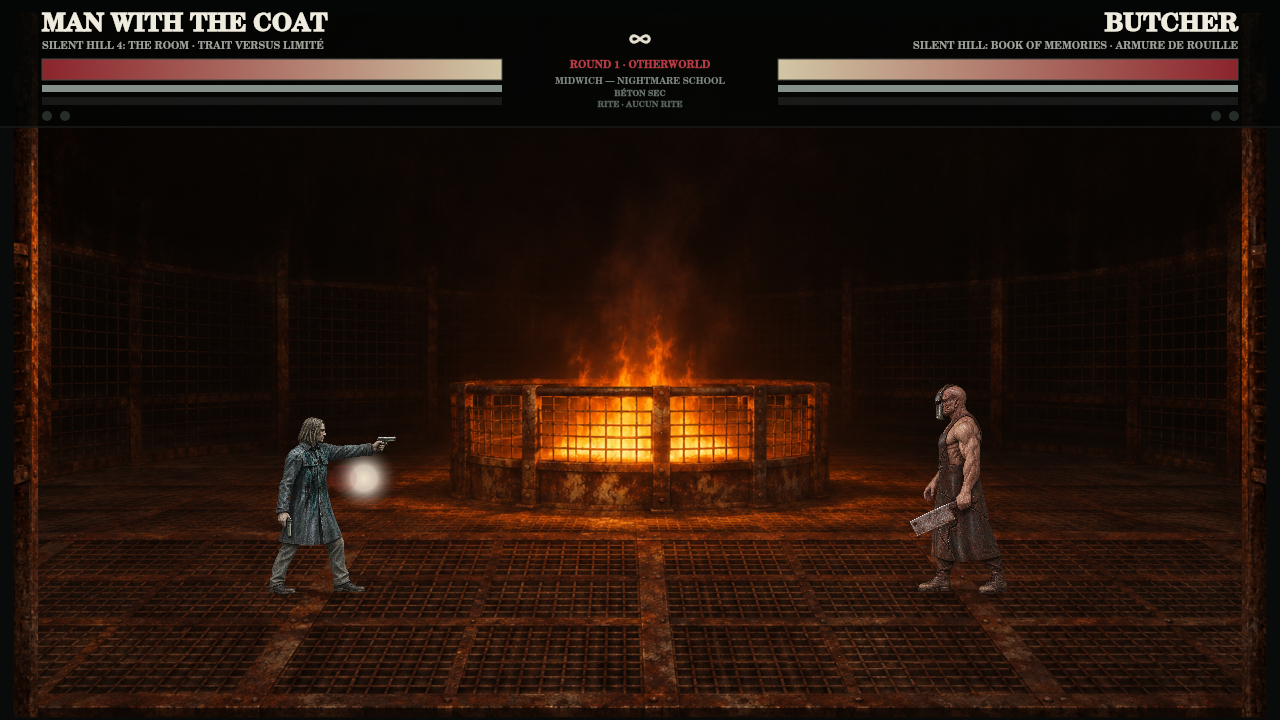 MAN WITH THE COAT
SILENT HILL 4: THE ROOM · TRAIT VERSUS LIMITÉ
∞
ROUND 1 · OTHERWORLD
MIDWICH — NIGHTMARE SCHOOL
BÉTON SEC
RITE · AUCUN RITE
BUTCHER
SILENT HILL: BOOK OF MEMORIES · ARMURE DE ROUILLE